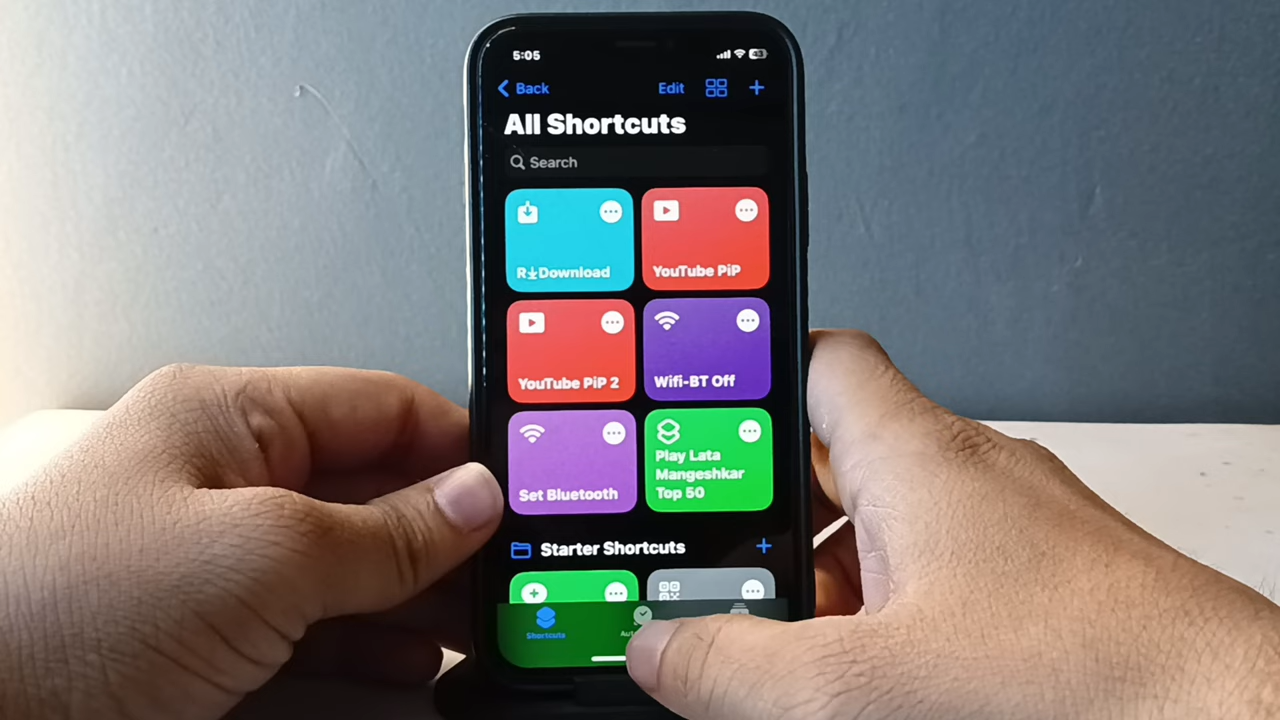 5:05
43
Back
Edit
All Shortcuts
Search
R⤓Download
YouTube PiP
YouTube PiP 2
Wifi-BT Off
Set Bluetooth
Play Lata
Mangeshkar
Top 50
Starter Shortcuts
Shortcuts